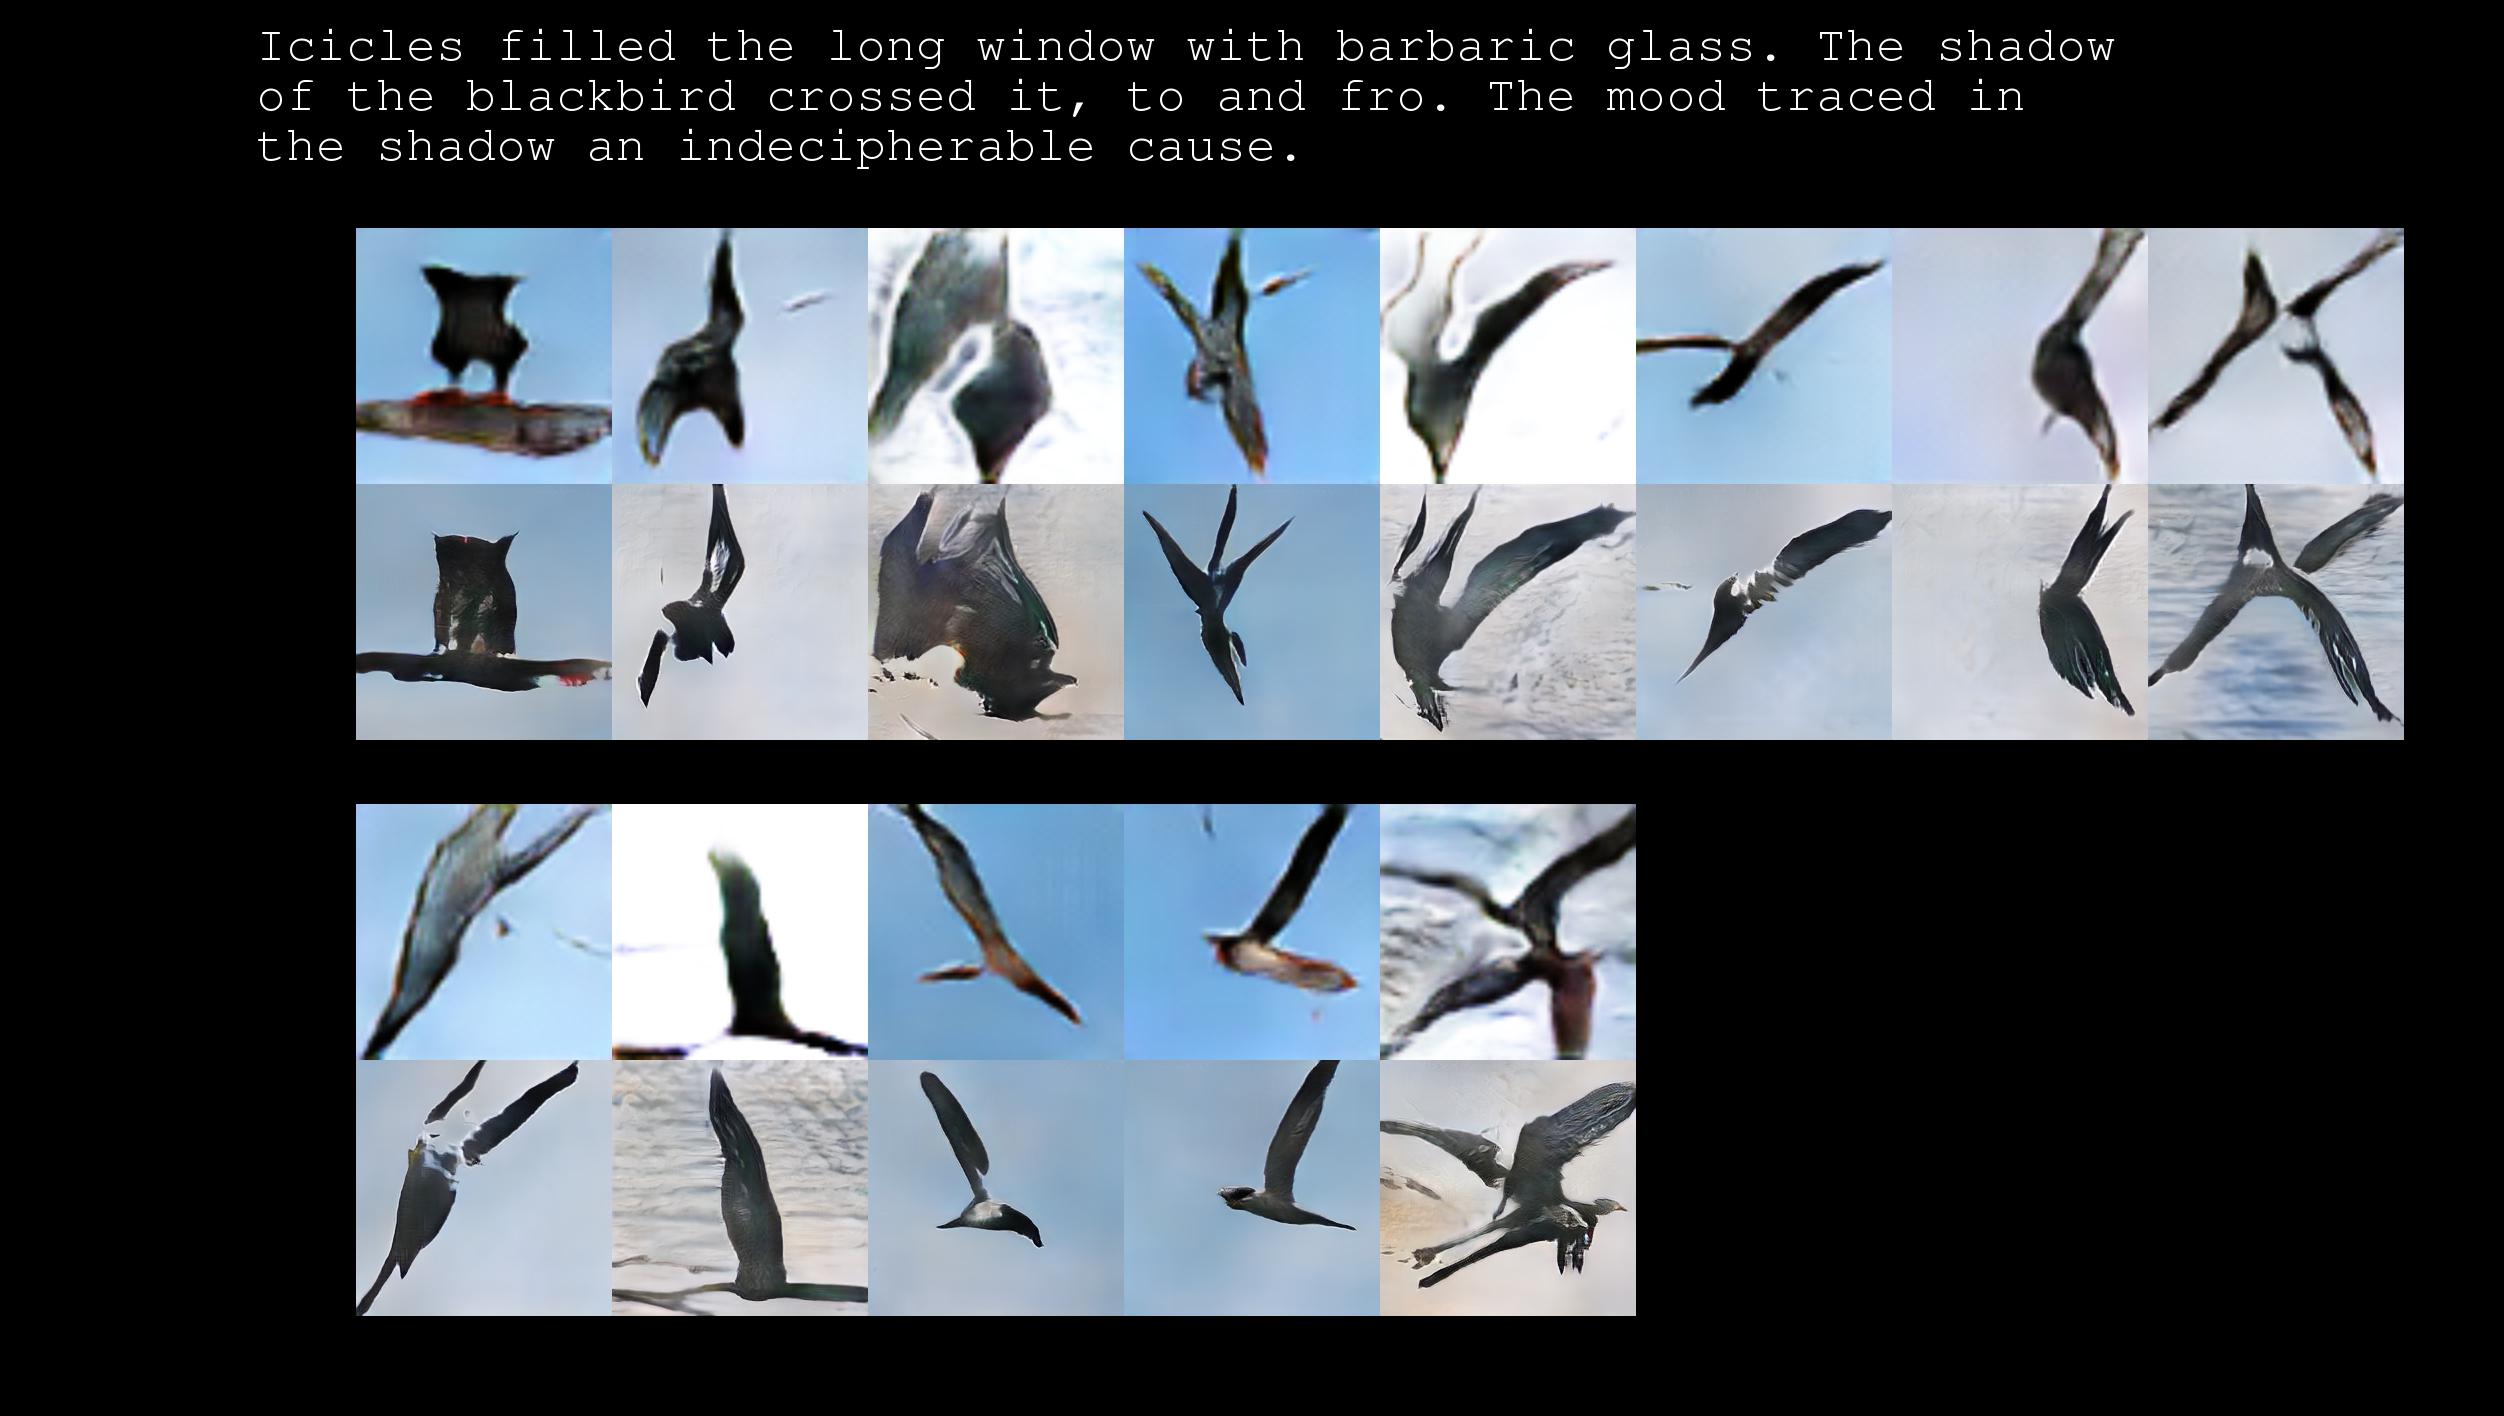 Icicles filled the long window with barbaric glass. The shadow
of the blackbird crossed it, to and fro. The mood traced in
the shadow an indecipherable cause.